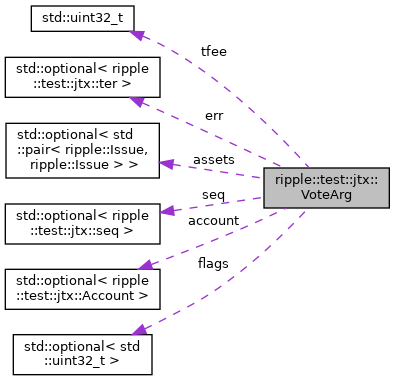 std::uint32_t
tfee
std::optional< ripple
::test::jtx::ter >
err
std::optional< std
::pair< ripple::Issue,
ripple::Issue > >
assets
ripple::test::jtx::
VoteArg
seq
std::optional< ripple
::test::jtx::seq >
account
flags
std::optional< ripple
::test::jtx::Account >
std::optional< std
::uint32_t >